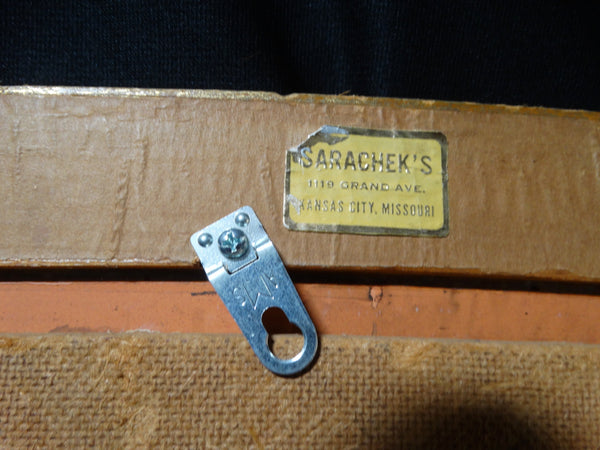 SARACHEK'S
1119 GRAND AVE.
KANSAS CITY, MISSOURI